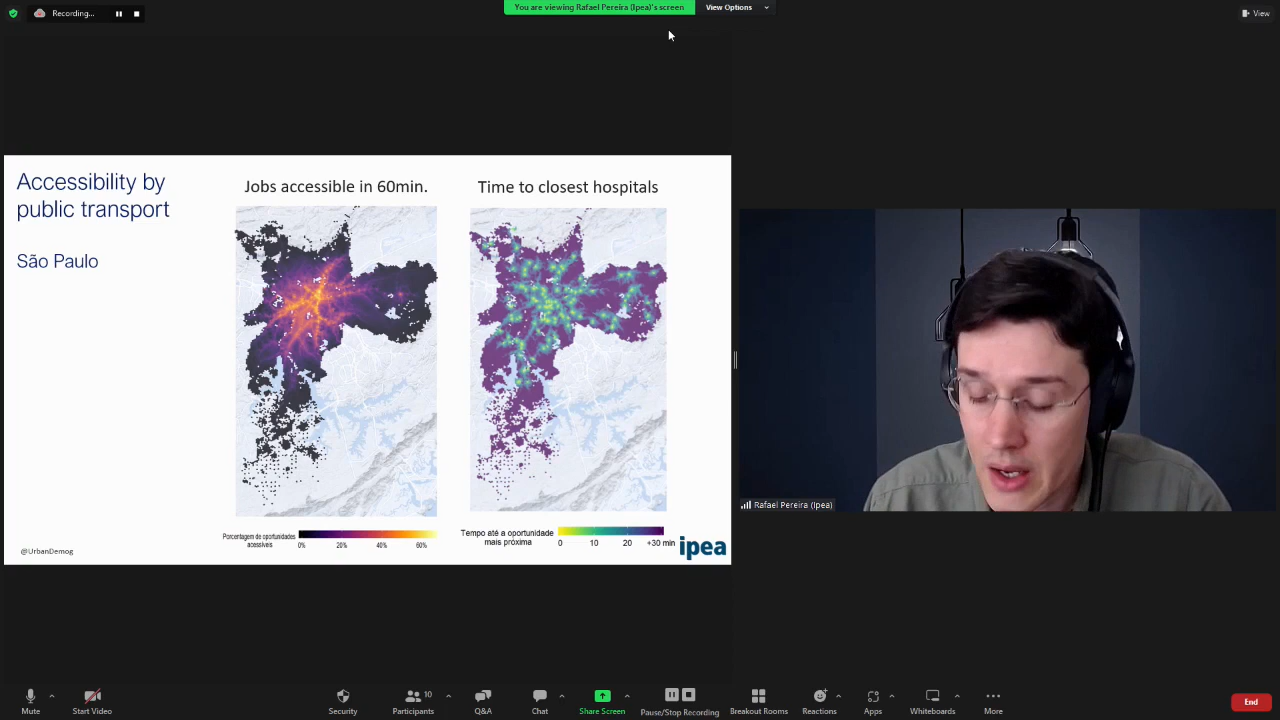 Recording...
You are viewing Rafael Pereira (Ipea)'s screen
View Options
View
Accessibility by
public transport
São Paulo
Jobs accessible in 60min.
Time to closest hospitals
Porcentagem de oportunidades
acessíveis
0% 20% 40% 60%
Tempo até a oportunidade
mais próxima
0 10 20 +30 min
@UrbanDemog
ipea
Rafael Pereira (Ipea)
Mute
Start Video
Security
Participants
10
Q&A
Chat
Share Screen
Pause/Stop Recording
Breakout Rooms
Reactions
Apps
Whiteboards
More
End